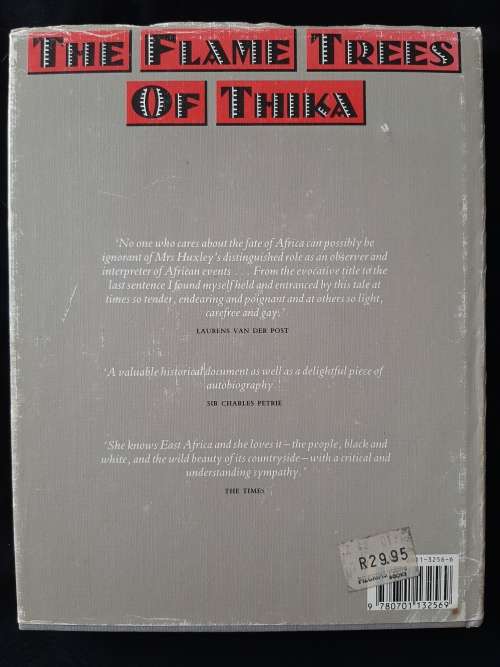 THE FLAME TREES
OF THIKA
'No one who cares about the fate of Africa can possibly be
ignorant of Mrs Huxley's distinguished role as an observer and
interpreter of African events . . . From the evocative title to the
last sentence I found myself held and entranced by this tale at
times so tender, endearing and poignant and at others so light,
carefree and gay.'
LAURENS VAN DER POST
'A valuable historical document as well as a delightful piece of
autobiography.'
SIR CHARLES PETRIE
'She knows East Africa and she loves it – the people, black and
white, and the wild beauty of its countryside – with a critical and
understanding sympathy.'
THE TIMES
R29.95
1-3256-6
9 780701 132569